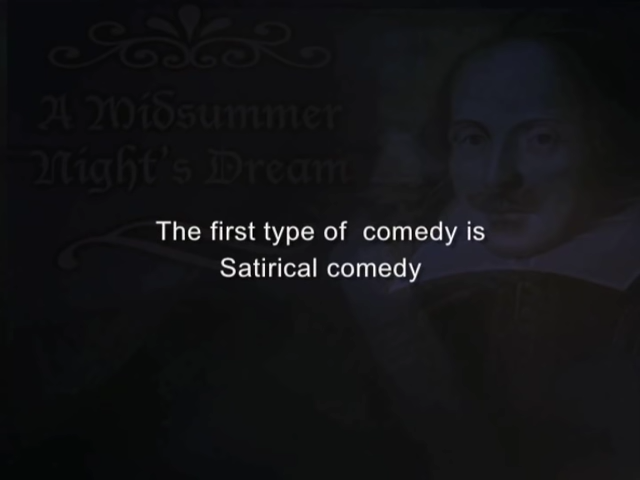 A Midsummer
Night's Dream
The first type of  comedy is
Satirical comedy